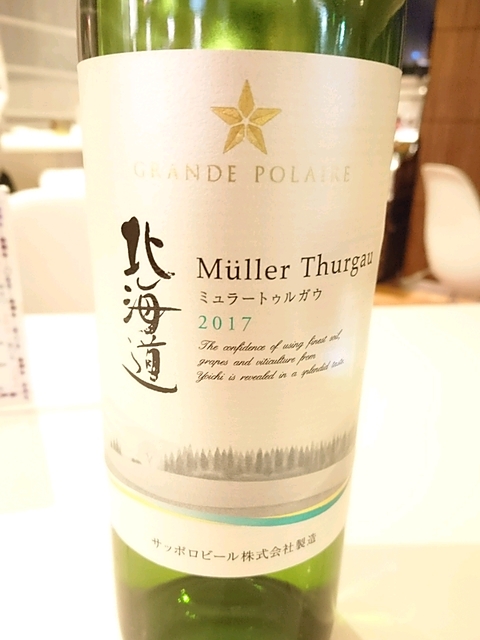 GRANDE POLAIRE
北海道
Müller Thurgau
ミュラートゥルガウ
2017
The confidence of using finest soil,
grapes and viticulture from
Yoichi is revealed in a splendid taste.
サッポロビール株式会社製造